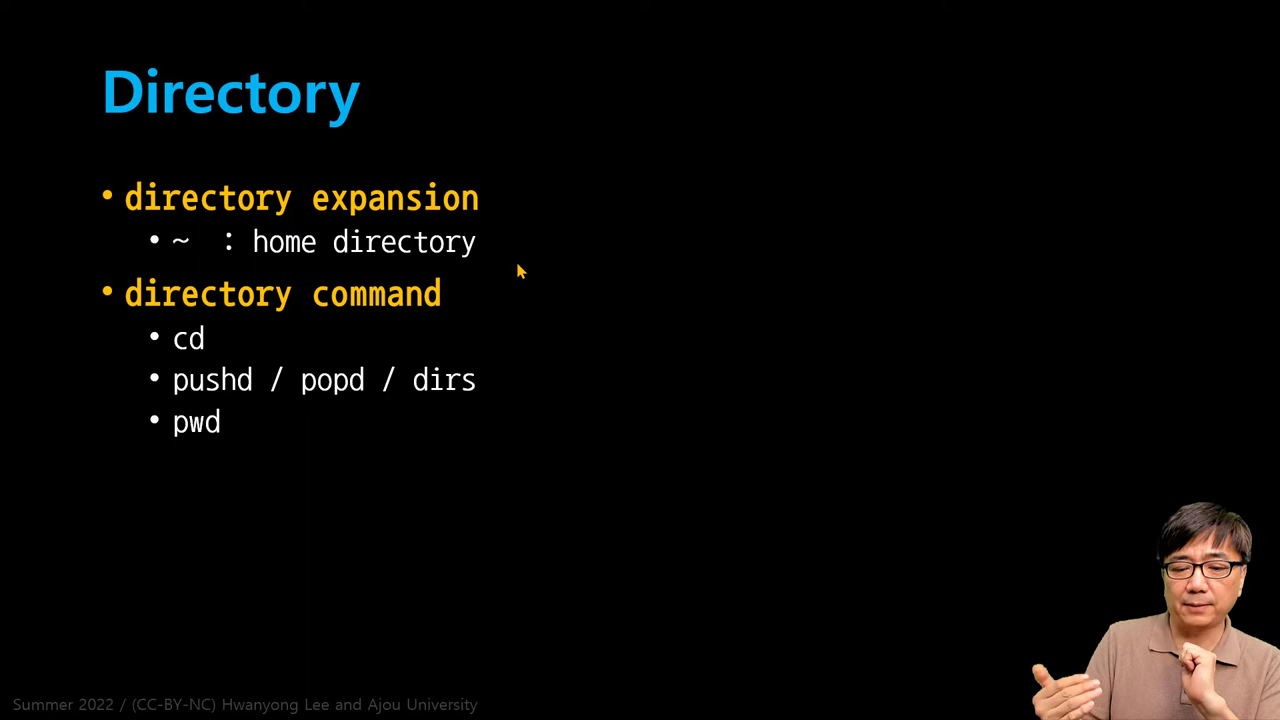 Directory
• directory expansion
• ~ : home directory
• directory command
• cd
• pushd / popd / dirs
• pwd
Summer 2022 / (CC-BY-NC) Hwanyong Lee and Ajou University